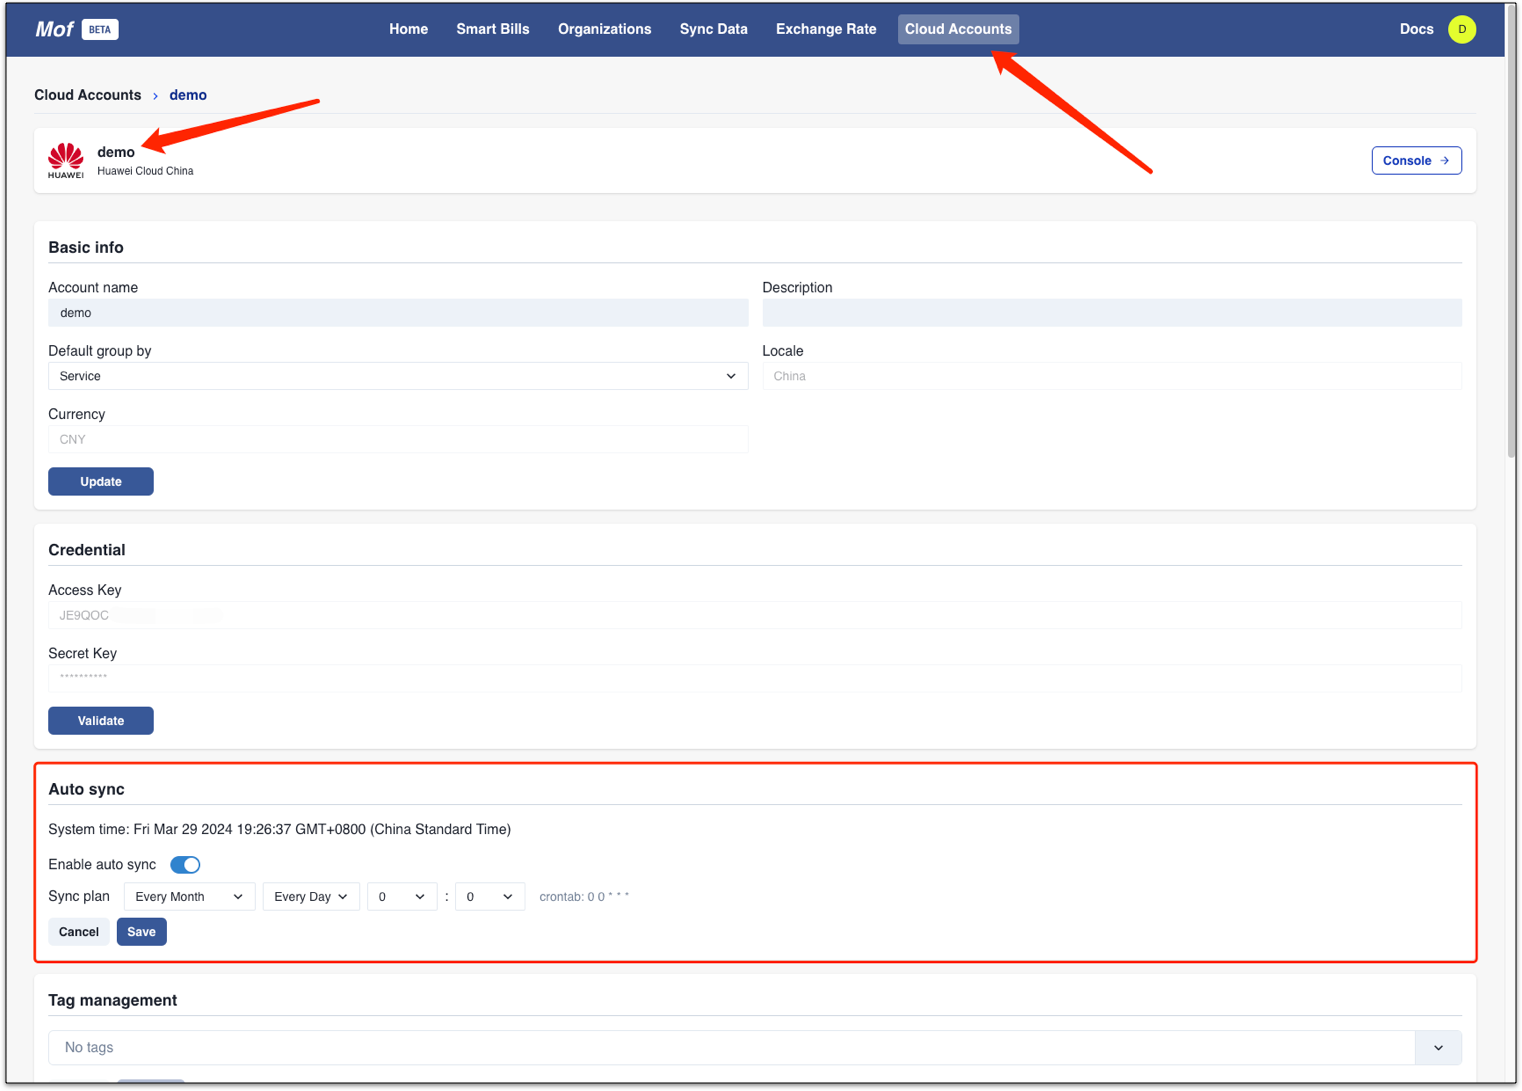 Mof BETA Home Smart Bills Organizations Sync Data Exchange Rate Cloud Accounts Docs D
Cloud Accounts › demo
demo
HUAWEI Huawei Cloud China
Console →
Basic info
Account name Description
demo
Default group by Locale
Service China
Currency
CNY
Update
Credential
Access Key
JE9QOC
Secret Key
**********
Validate
Auto sync
System time: Fri Mar 29 2024 19:26:37 GMT+0800 (China Standard Time)
Enable auto sync
Sync plan Every Month Every Day 0 : 0 crontab: 0 0 * * *
Cancel Save
Tag management
No tags